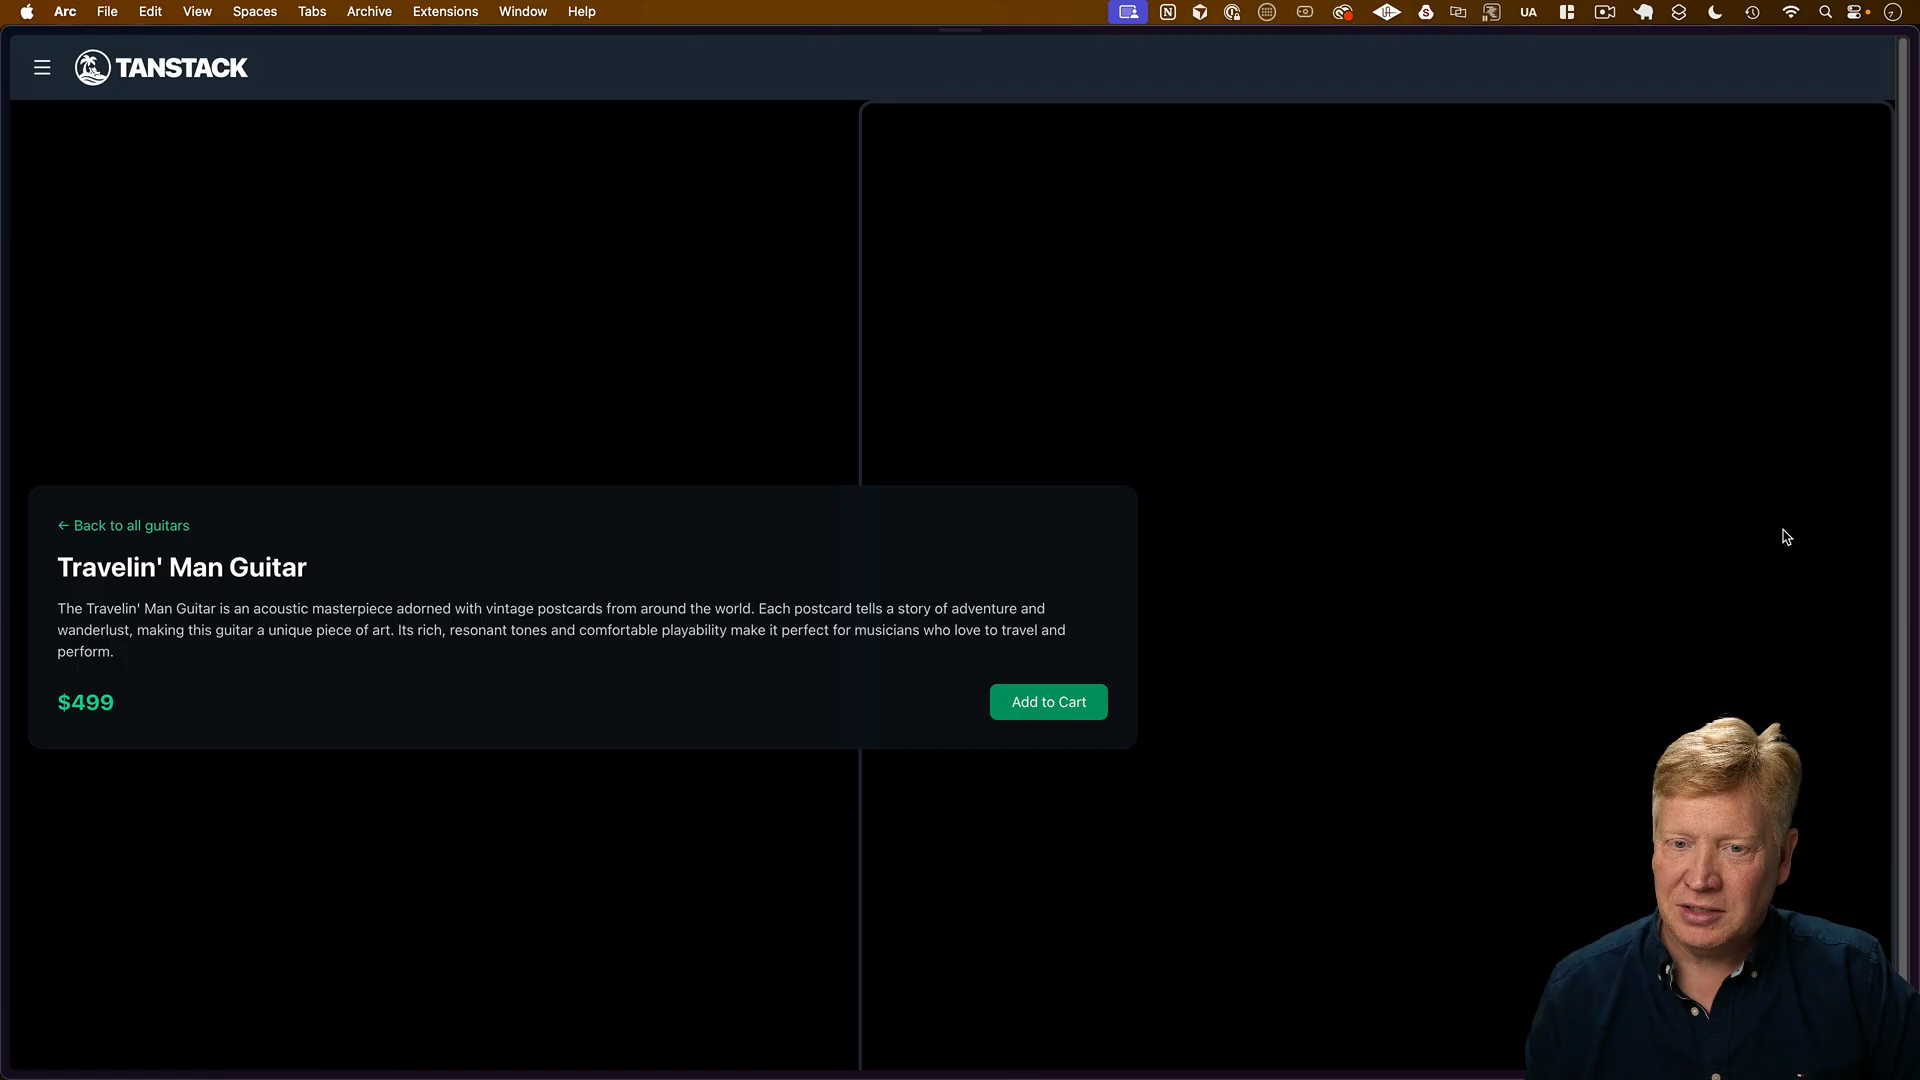 Arc File Edit View Spaces Tabs Archive Extensions Window Help
UA
TANSTACK
← Back to all guitars
Travelin' Man Guitar
The Travelin' Man Guitar is an acoustic masterpiece adorned with vintage postcards from around the world. Each postcard tells a story of adventure and
wanderlust, making this guitar a unique piece of art. Its rich, resonant tones and comfortable playability make it perfect for musicians who love to travel and
perform.
$499
Add to Cart